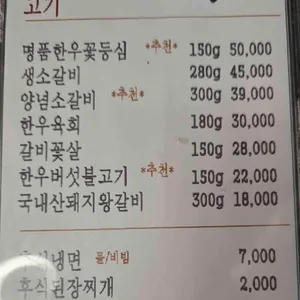 고기
명품한우꽃등심 *추천* 150g 50,000
생소갈비 280g 45,000
양념소갈비 *추천* 300g 39,000
한우육회 180g 30,000
갈비꽃살 150g 28,000
한우버섯불고기 *추천* 150g 22,000
국내산돼지왕갈비 300g 18,000
후식냉면 물/비빔 7,000
후식된장찌개 2,000